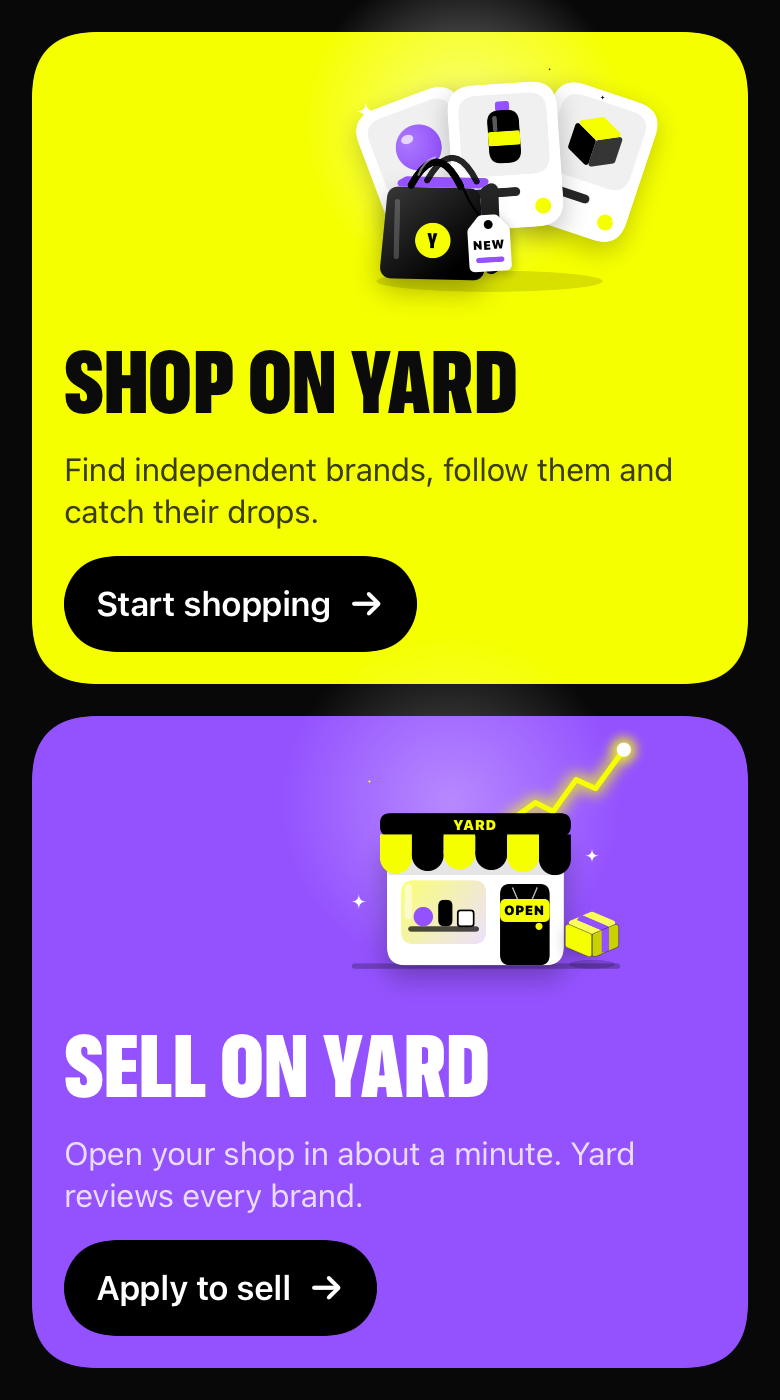 Y
NEW
SHOP ON YARD
Find independent brands, follow them and
catch their drops.
Start shopping
YARD
OPEN
SELL ON YARD
Open your shop in about a minute. Yard
reviews every brand.
Apply to sell